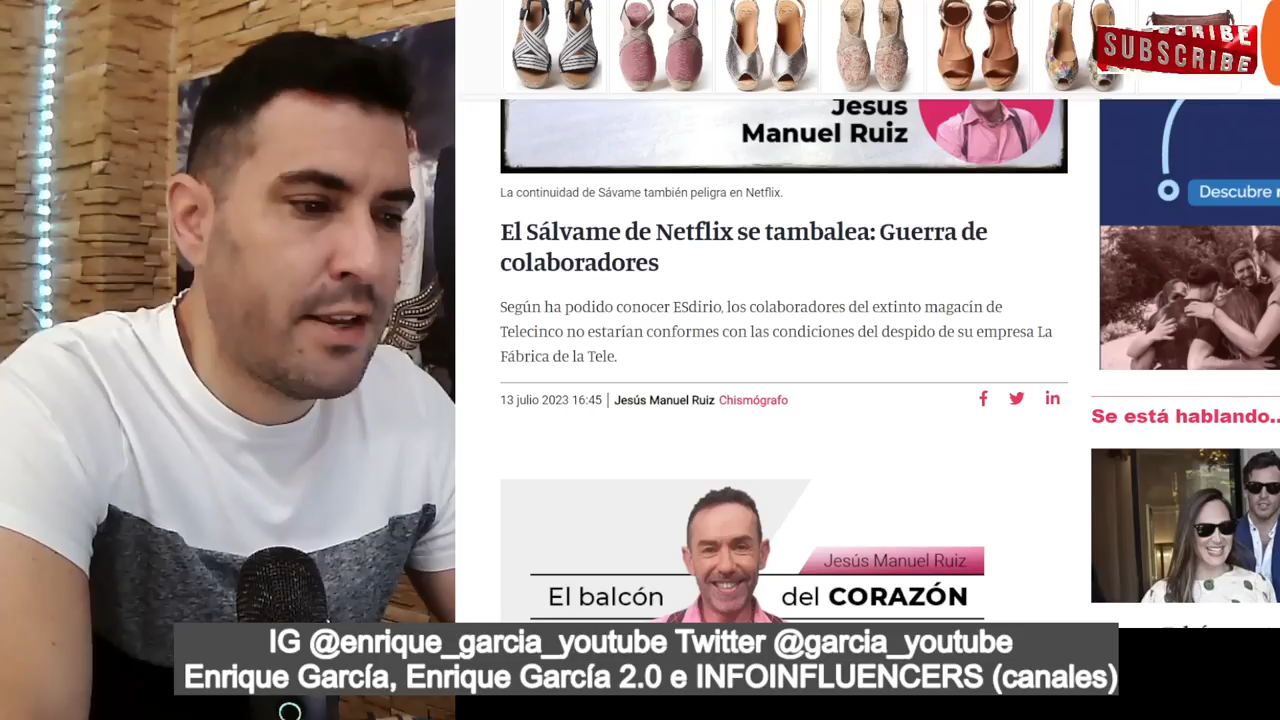 SUBSCRIBE
Jesús
Manuel Ruiz
Descubre
La continuidad de Sávame también peligra en Netflix.
El Sálvame de Netflix se tambalea: Guerra de
colaboradores
Según ha podido conocer ESdirio, los colaboradores del extinto magacín de
Telecinco no estarían conformes con las condiciones del despido de su empresa La
Fábrica de la Tele.
13 julio 2023 16:45 | Jesús Manuel Ruiz Chismógrafo
Se está hablando..
Jesús Manuel Ruiz
El balcón del CORAZÓN
IG @enrique_garcia_youtube Twitter @garcia_youtube
Enrique García, Enrique García 2.0 e INFOINFLUENCERS (canales)